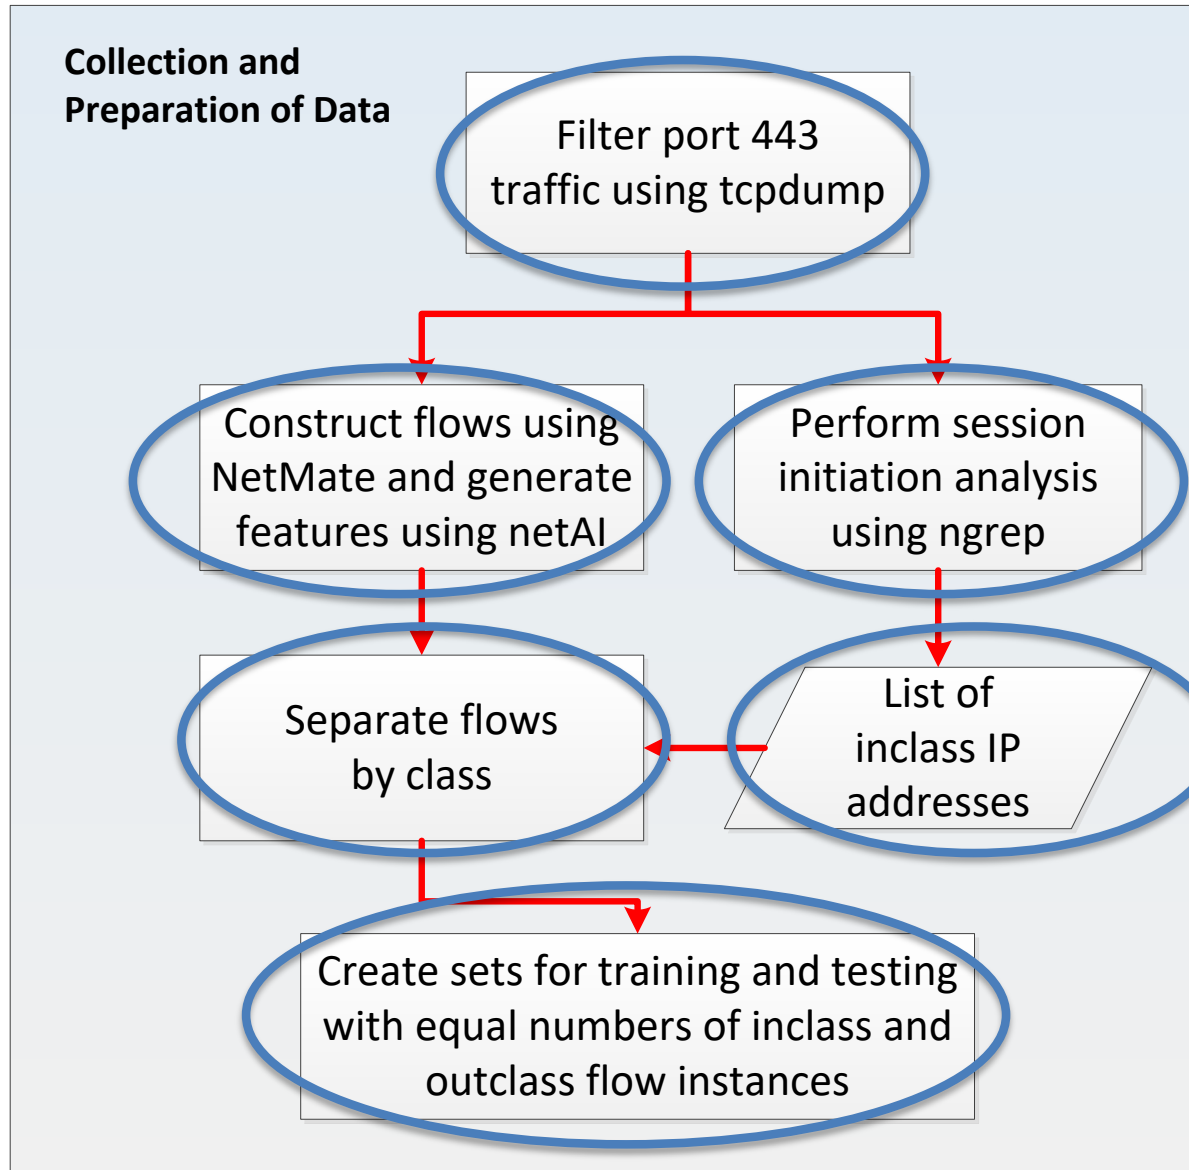 Collection and
Preparation of Data
Filter port 443
traffic using tcpdump
Construct flows using
NetMate and generate
features using netAI
Perform session
initiation analysis
using ngrep
Separate flows
by class
List of
inclass IP
addresses
Create sets for training and testing
with equal numbers of inclass and
outclass flow instances